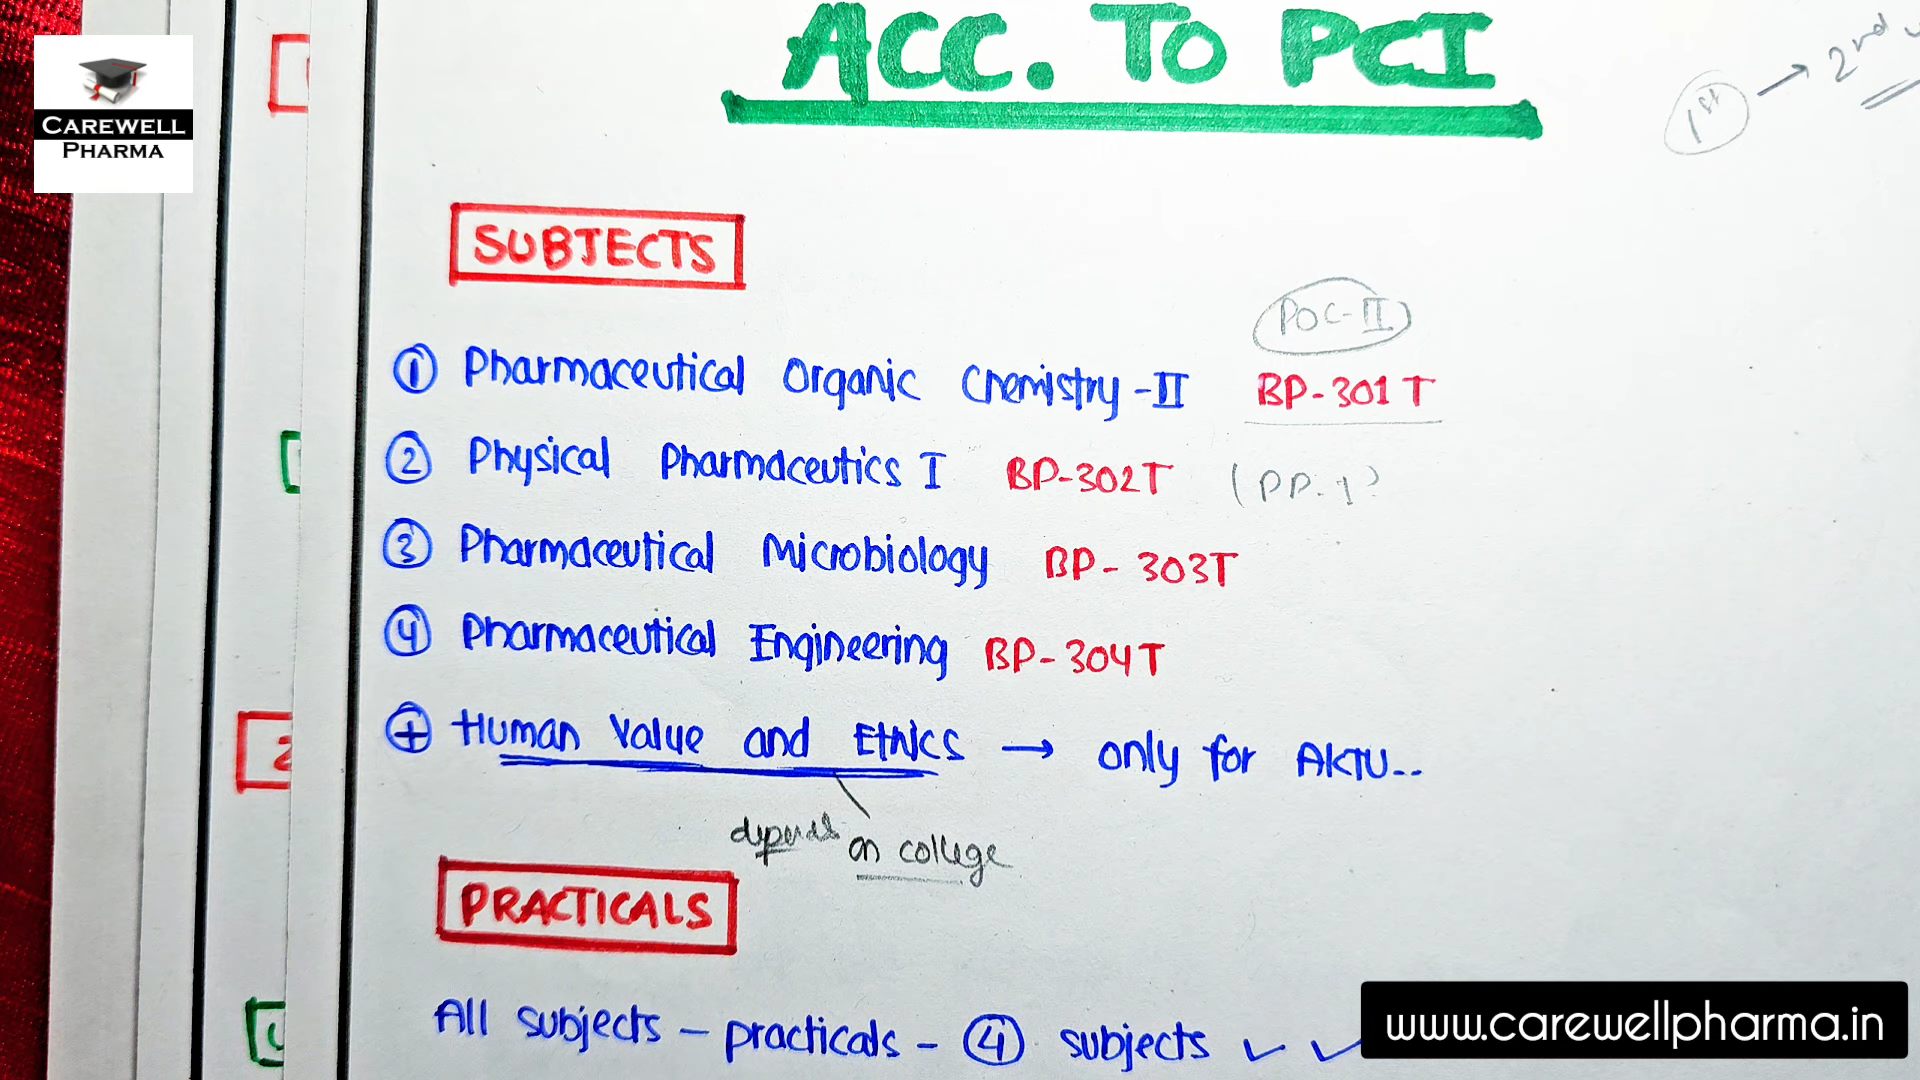 ACC. TO PCI
1st → 2nd
CAREWELL
PHARMA
SUBJECTS
POC-II
① Pharmaceutical Organic Chemistry-II BP-301T
② Physical Pharmaceutics I BP-302T (PP-1)
③ Pharmaceutical Microbiology BP-303T
④ Pharmaceutical Engineering BP-304T
⊕ Human Value and Ethics → only for AKTU..
depends on college
PRACTICALS
All subjects - practicals - ④ subjects ✓ ✓
www.carewellpharma.in